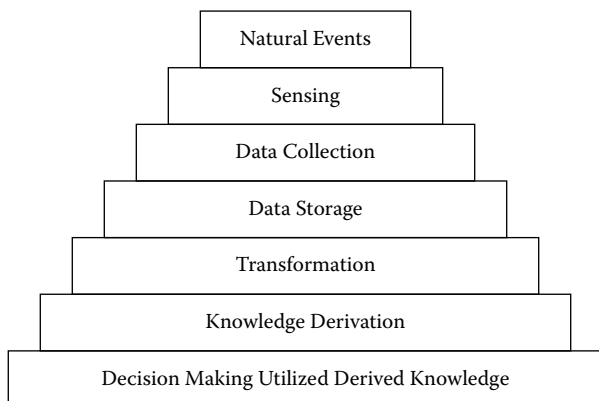 Natural Events
Sensing
Data Collection
Data Storage
Transformation
Knowledge Derivation
Decision Making Utilized Derived Knowledge